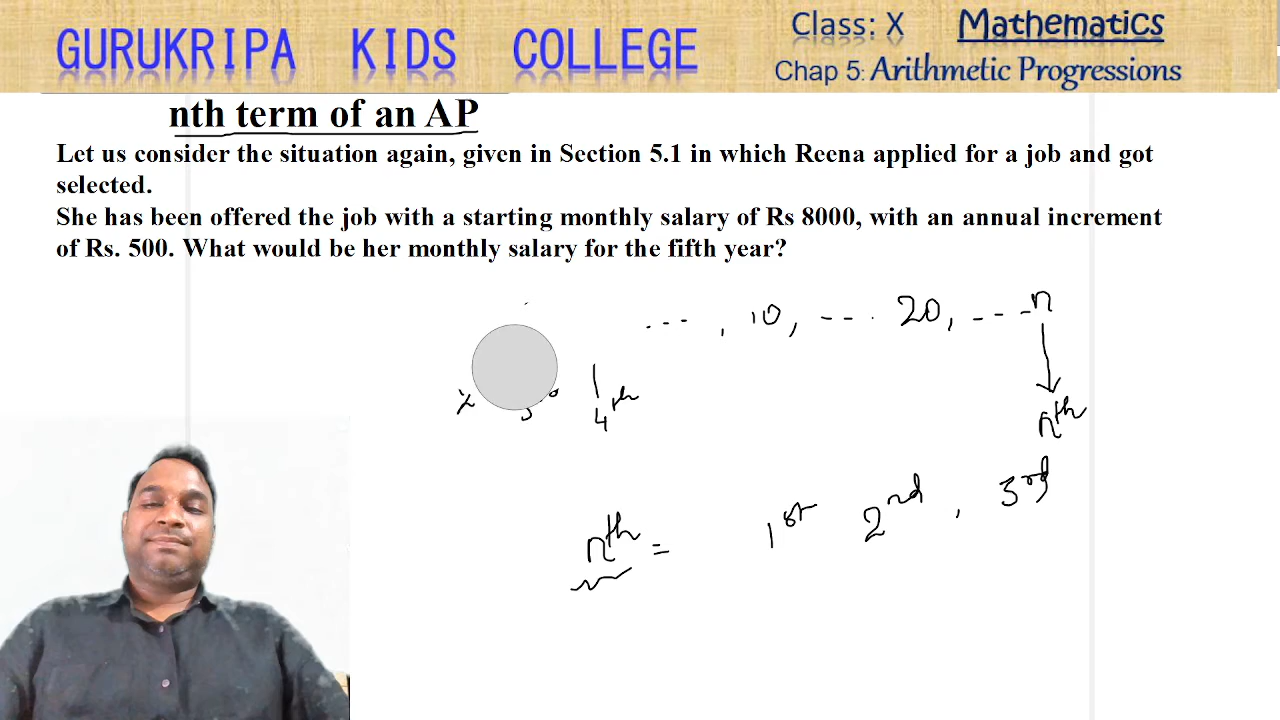 GURUKRIPA KIDS COLLEGE
Class: X Mathematics
Chap 5: Arithmetic Progressions
nth term of an AP
Let us consider the situation again, given in Section 5.1 in which Reena applied for a job and got
selected.
She has been offered the job with a starting monthly salary of Rs 8000, with an annual increment
of Rs. 500. What would be her monthly salary for the fifth year?
--- , 10, --- 20, --- n
4th
nth
nth = 1st 2nd , 3rd